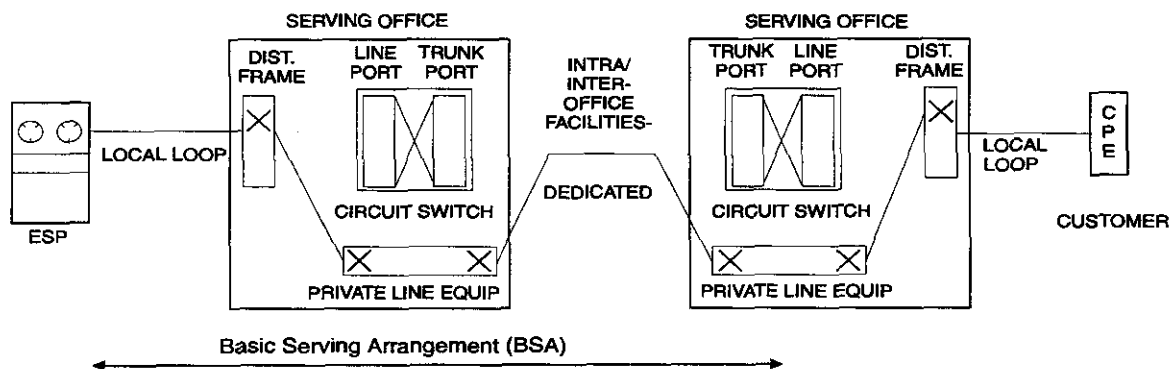 SERVING OFFICE
DIST.
FRAME
LINE
PORT
TRUNK
PORT
CIRCUIT SWITCH
PRIVATE LINE EQUIP
ESP
LOCAL LOOP
INTRA/
INTER-
OFFICE
FACILITIES-
DEDICATED
SERVING OFFICE
TRUNK
PORT
LINE
PORT
DIST.
FRAME
CIRCUIT SWITCH
PRIVATE LINE EQUIP
LOCAL
LOOP
C
P
E
CUSTOMER
Basic Serving Arrangement (BSA)